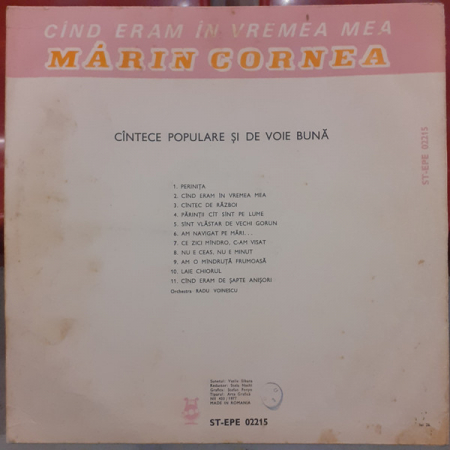 CÎND ERAM ÎN VREMEA MEA
MĂRIN CORNEA
CÎNTECE POPULARE ȘI DE VOIE BUNĂ
ST-EPE 02215
1. PERINIȚA
2. CÎND ERAM ÎN VREMEA MEA
3. CÎNTEC DE RĂZBOI
4. PĂRINȚII CÎT SÎNT PE LUME
5. SÎNT VLĂSTAR DE VECHI GORUN
6. AM NAVIGAT PE MĂRI...
7. CE ZICI MÎNDRO, C-AM VISAT
8. NU E CEAS, NU E MINUT
9. AM O MÎNDRUȚĂ FRUMOASĂ
10. LAIE CHIORUL
11. CÎND ERAM DE ȘAPTE ANIȘORI
Orchestra RADU VOINESCU
MADE IN ROMANIA
ST-EPE 02215